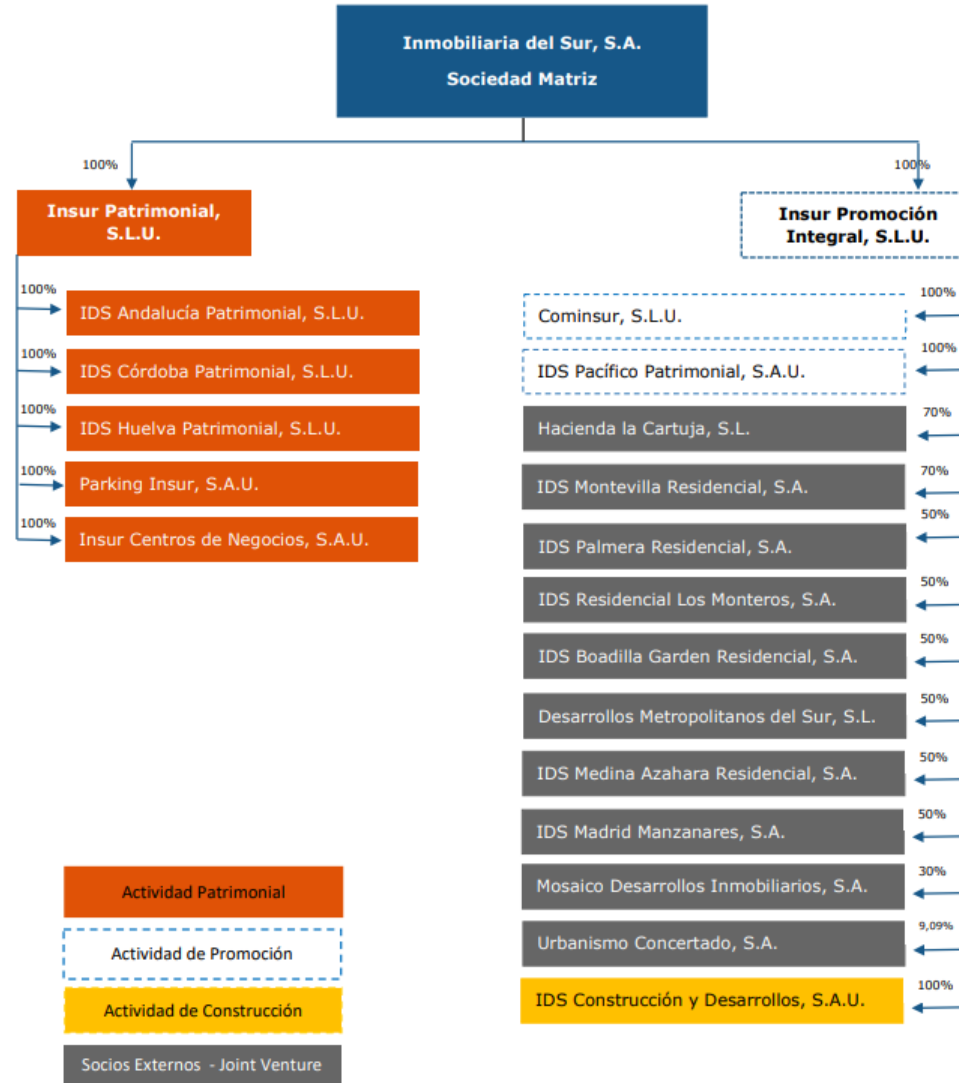 Inmobiliaria del Sur, S.A.
Sociedad Matriz
100%
100%
Insur Patrimonial,
S.L.U.
Insur Promoción
Integral, S.L.U.
100%
IDS Andalucía Patrimonial, S.L.U.
100%
IDS Córdoba Patrimonial, S.L.U.
100%
IDS Huelva Patrimonial, S.L.U.
100%
Parking Insur, S.A.U.
100%
Insur Centros de Negocios, S.A.U.
Cominsur, S.L.U.
100%
IDS Pacífico Patrimonial, S.A.U.
100%
Hacienda la Cartuja, S.L.
70%
IDS Montevilla Residencial, S.A.
70%
IDS Palmera Residencial, S.A.
50%
IDS Residencial Los Monteros, S.A.
50%
IDS Boadilla Garden Residencial, S.A.
50%
Desarrollos Metropolitanos del Sur, S.L.
50%
IDS Medina Azahara Residencial, S.A.
50%
IDS Madrid Manzanares, S.A.
50%
Mosaico Desarrollos Inmobiliarios, S.A.
30%
Urbanismo Concertado, S.A.
9,09%
IDS Construcción y Desarrollos, S.A.U.
100%
Actividad Patrimonial
Actividad de Promoción
Actividad de Construcción
Socios Externos - Joint Venture